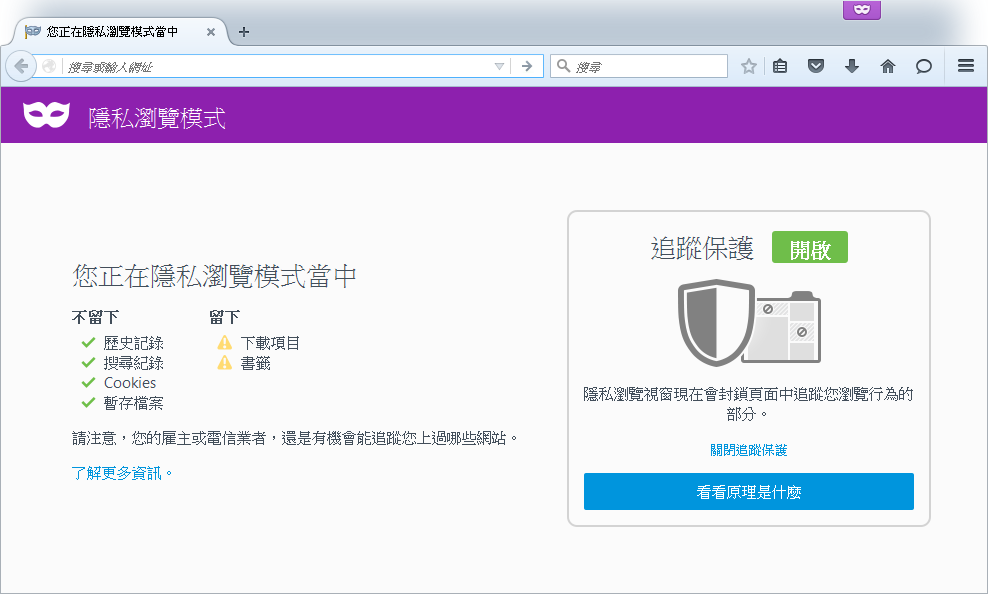 您正在隱私瀏覽模式當中
搜尋或輸入網址
搜尋
隱私瀏覽模式
您正在隱私瀏覽模式當中
不留下
歷史記錄
搜尋紀錄
Cookies
暫存檔案
留下
下載項目
書籤
請注意，您的雇主或電信業者，還是有機會能追蹤您上過哪些網站。
了解更多資訊。
追蹤保護 開啟
隱私瀏覽視窗現在會封鎖頁面中追蹤您瀏覽行為的
部分。
關閉追蹤保護
看看原理是什麼